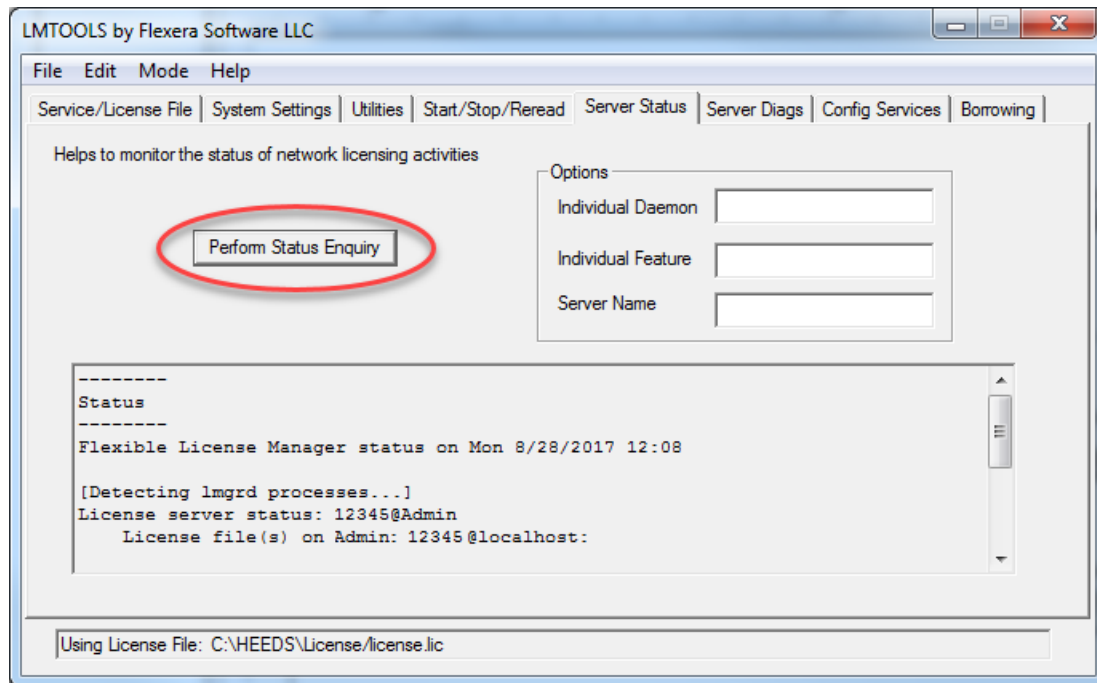 LMTOOLS by Flexera Software LLC
File Edit Mode Help
Service/License File System Settings Utilities Start/Stop/Reread Server Status Server Diags Config Services Borrowing
Helps to monitor the status of network licensing activities
Perform Status Enquiry
Options
Individual Daemon
Individual Feature
Server Name
--------
Status
--------
Flexible License Manager status on Mon 8/28/2017 12:08
[Detecting lmgrd processes...]
License server status: 12345@Admin
License file(s) on Admin: 12345@localhost:
Using License File: C:\HEEDS\License/license.lic